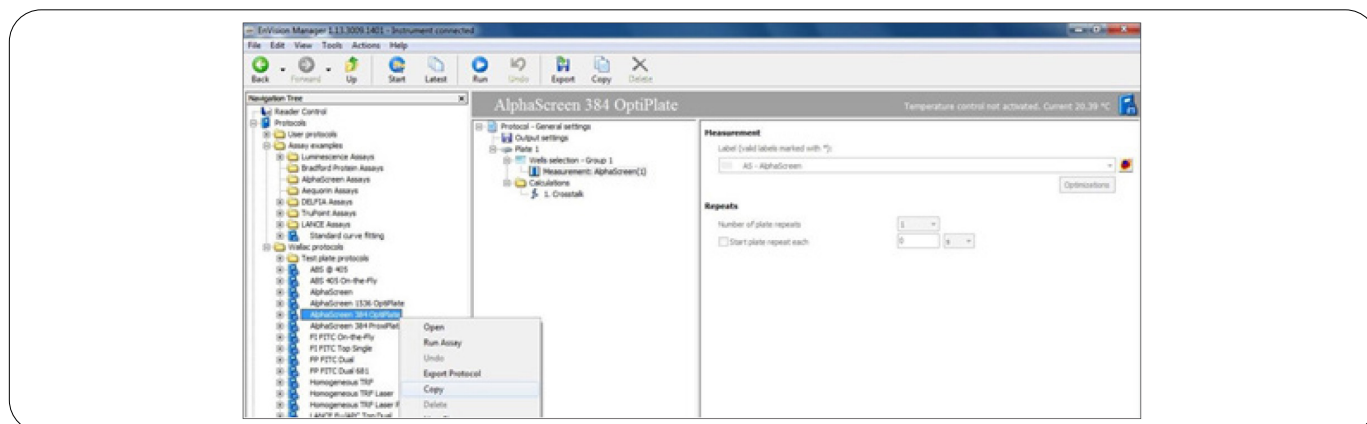 EnVision Manager 1.13.3009.1401 - Instrument connected
File Edit View Tools Actions Help
Back Forward Up Start Latest Run Undo Export Copy Delete
Navigation Tree
Reader Control
Protocols
User protocols
Assay examples
Luminescence Assays
Bradford Protein Assays
AlphaScreen Assays
Aequorin Assays
DELFIA Assays
TruPoint Assays
LANCE Assays
Standard curve fitting
Wallac protocols
Test plate protocols
ABS @ 405
ABS 405 On-the-Fly
AlphaScreen
AlphaScreen 1536 OptiPlate
AlphaScreen 384 OptiPlate
AlphaScreen 384 ProxiPlat
FI FITC On-the-Fly
FI FITC Top Single
FP FITC Dual
FP FITC Dual 681
Homogeneous TRF
Homogeneous TRF Laser
Homogeneous TRF Laser
Open
Run Assay
Undo
Export Protocol
Copy
Delete
AlphaScreen 384 OptiPlate
Temperature control not activated. Current 20.39 °C
Protocol - General settings
Output settings
Plate 1
Wells selection - Group 1
Measurement: AlphaScreen(1)
Calculations
1. Crosstalk
Measurement
Label (valid labels marked with *):
AS - AlphaScreen
Optimizations
Repeats
Number of plate repeats 1
Start plate repeat each 0 s